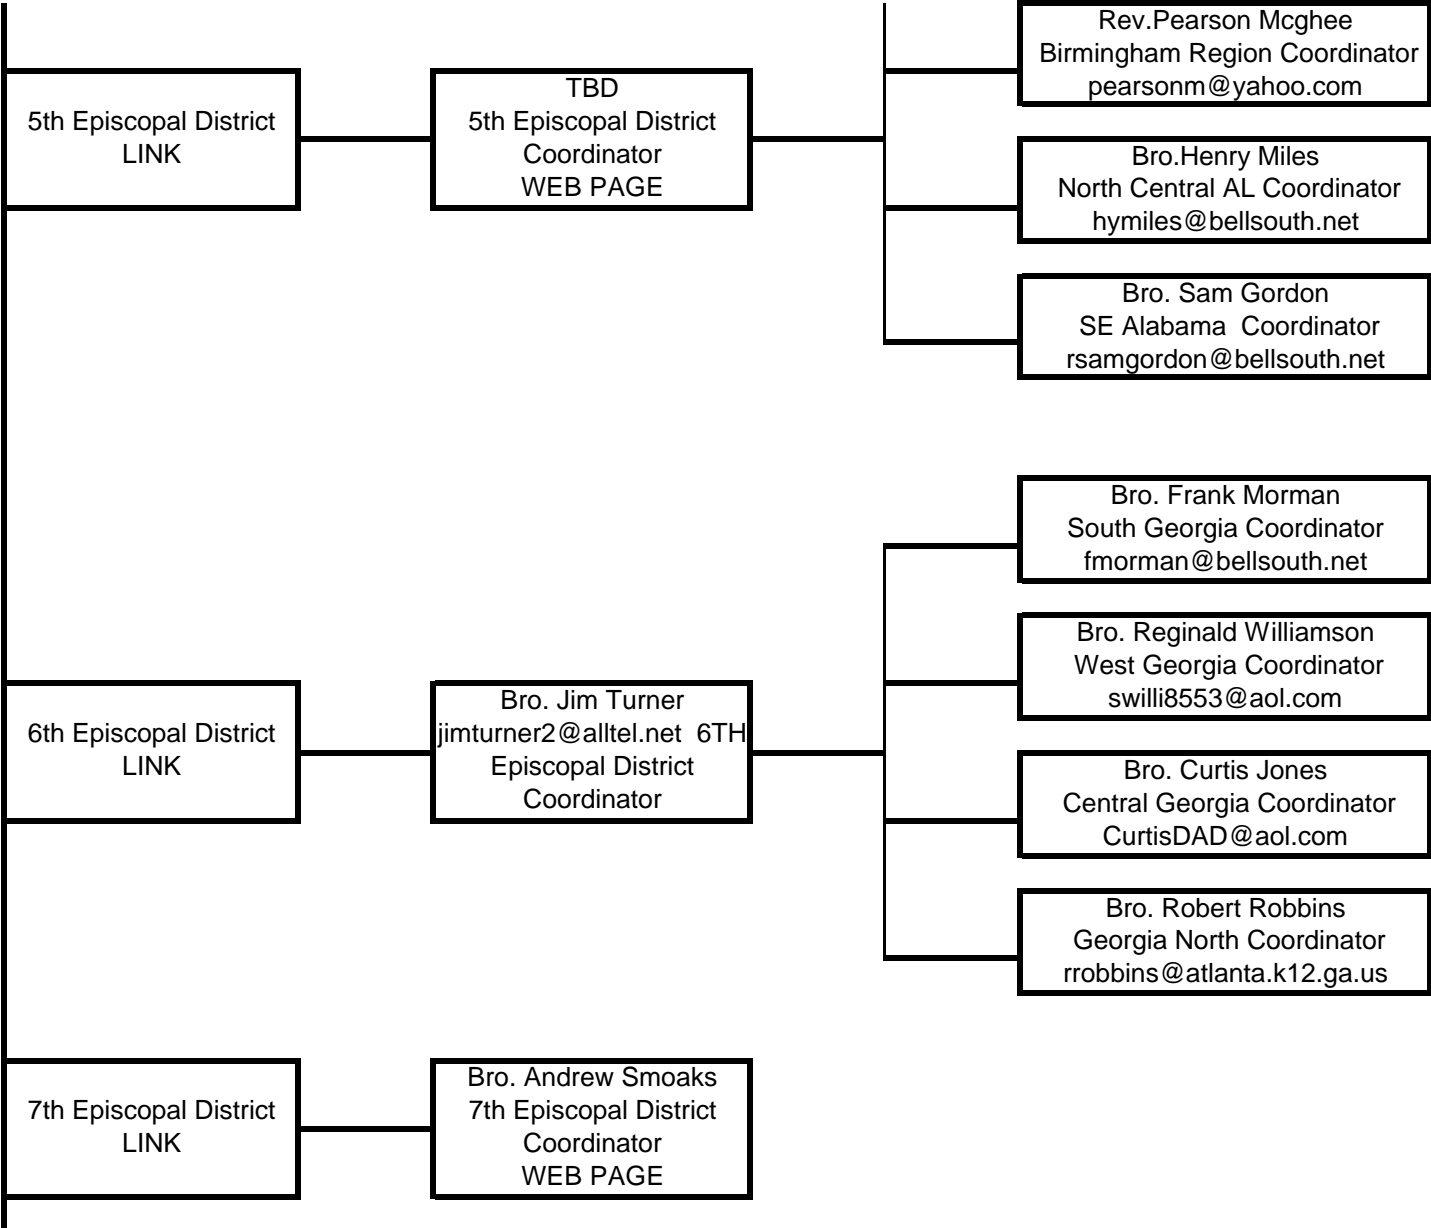 Rev.Pearson Mcghee
Birmingham Region Coordinator
pearsonm@yahoo.com
5th Episcopal District
LINK
TBD
5th Episcopal District
Coordinator
WEB PAGE
Bro.Henry Miles
North Central AL Coordinator
hymiles@bellsouth.net
Bro. Sam Gordon
SE Alabama  Coordinator
rsamgordon@bellsouth.net
Bro. Frank Morman
South Georgia Coordinator
fmorman@bellsouth.net
Bro. Reginald Williamson
West Georgia Coordinator
swilli8553@aol.com
6th Episcopal District
LINK
Bro. Jim Turner
jimturner2@alltel.net  6TH
Episcopal District
Coordinator
Bro. Curtis Jones
Central Georgia Coordinator
CurtisDAD@aol.com
Bro. Robert Robbins
Georgia North Coordinator
rrobbins@atlanta.k12.ga.us
7th Episcopal District
LINK
Bro. Andrew Smoaks
7th Episcopal District
Coordinator
WEB PAGE